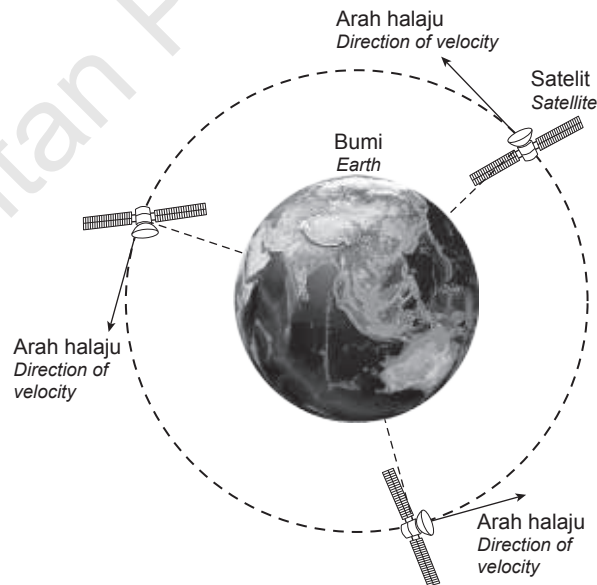 Arah halaju
Direction of velocity
Satelit
Satellite
Bumi
Earth
Arah halaju
Direction of
velocity
Arah halaju
Direction of
velocity